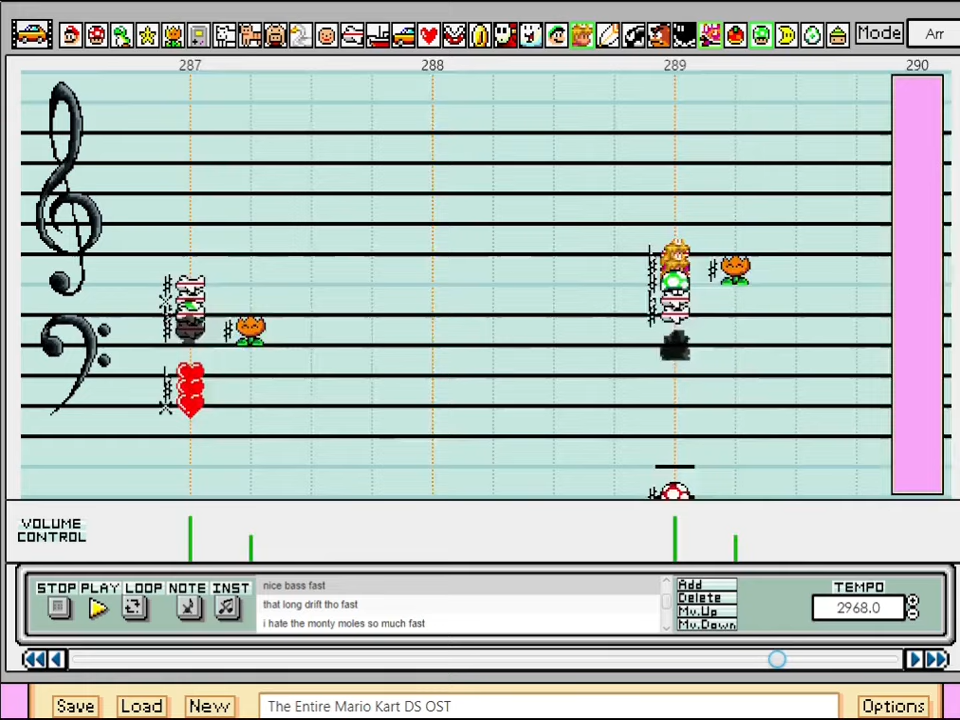 Mode Arr
287 288 289 290
VOLUME
CONTROL
STOP PLAY LOOP NOTE INST
nice bass fast
that long drift tho fast
i hate the monty moles so much fast
Add
Delete
Mv.Up
Mv.Down
TEMPO
2968.0
Save Load New The Entire Mario Kart DS OST Options